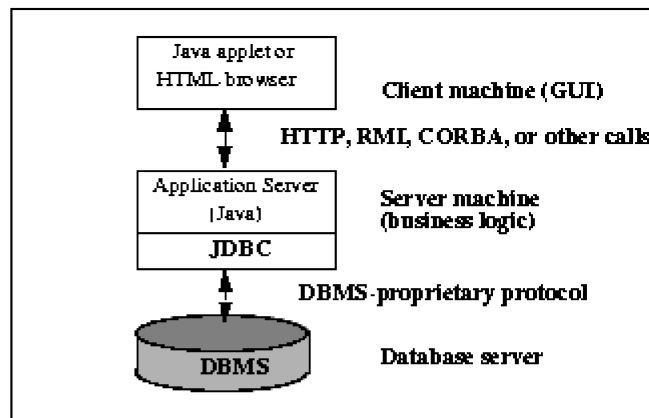 Java applet or
HTML browser
Client machine (GUI)
HTTP, RMI, CORBA, or other calls
Application Server
(Java)
Server machine
(business logic)
JDBC
DBMS-proprietary protocol
DBMS
Database server